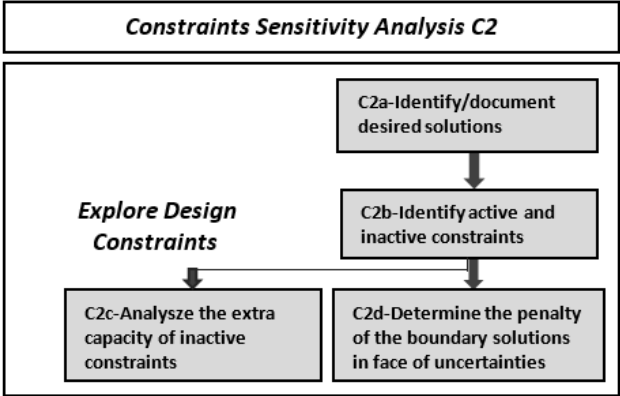 Constraints Sensitivity Analysis C2
C2a-Identify/document
desired solutions
C2b-Identify active and
inactive constraints
Explore Design
Constraints
C2c-Analysze the extra
capacity of inactive
constraints
C2d-Determine the penalty
of the boundary solutions
in face of uncertainties